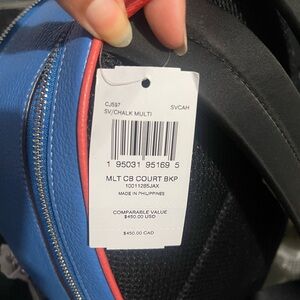 CJ597 SVCAH
SV/CHALK MULTI
1 95031 95169 5
MLT CB COURT BKP
10011285JAX
MADE IN PHILIPPINES
COMPARABLE VALUE
$450.00 USD
$450.00 CAD